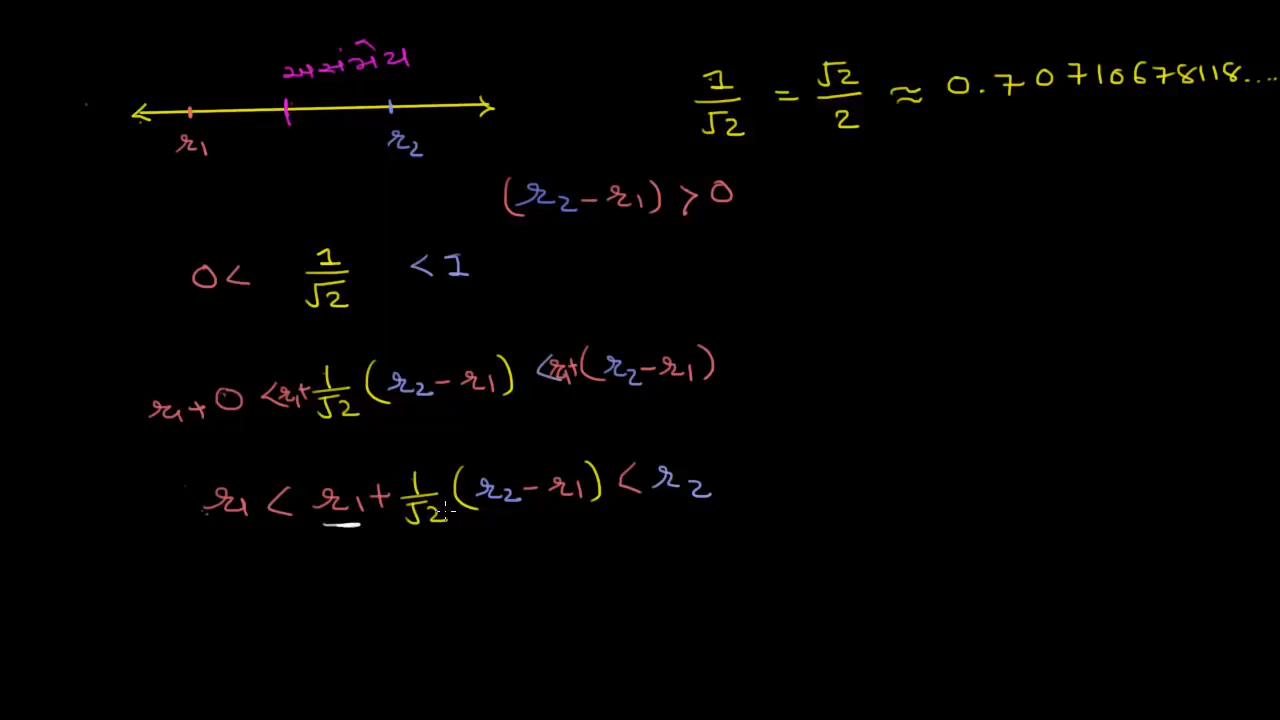 અસંમેય
r₁ r₂
1/√2 = √2/2 ≈ 0.70710678118....
(r₂ - r₁) > 0
0 < 1/√2 < 1
r₁ + 0 < r₁ + 1/√2 (r₂ - r₁) < r₁ + (r₂ - r₁)
r₁ < r₁ + 1/√2 (r₂ - r₁) < r₂